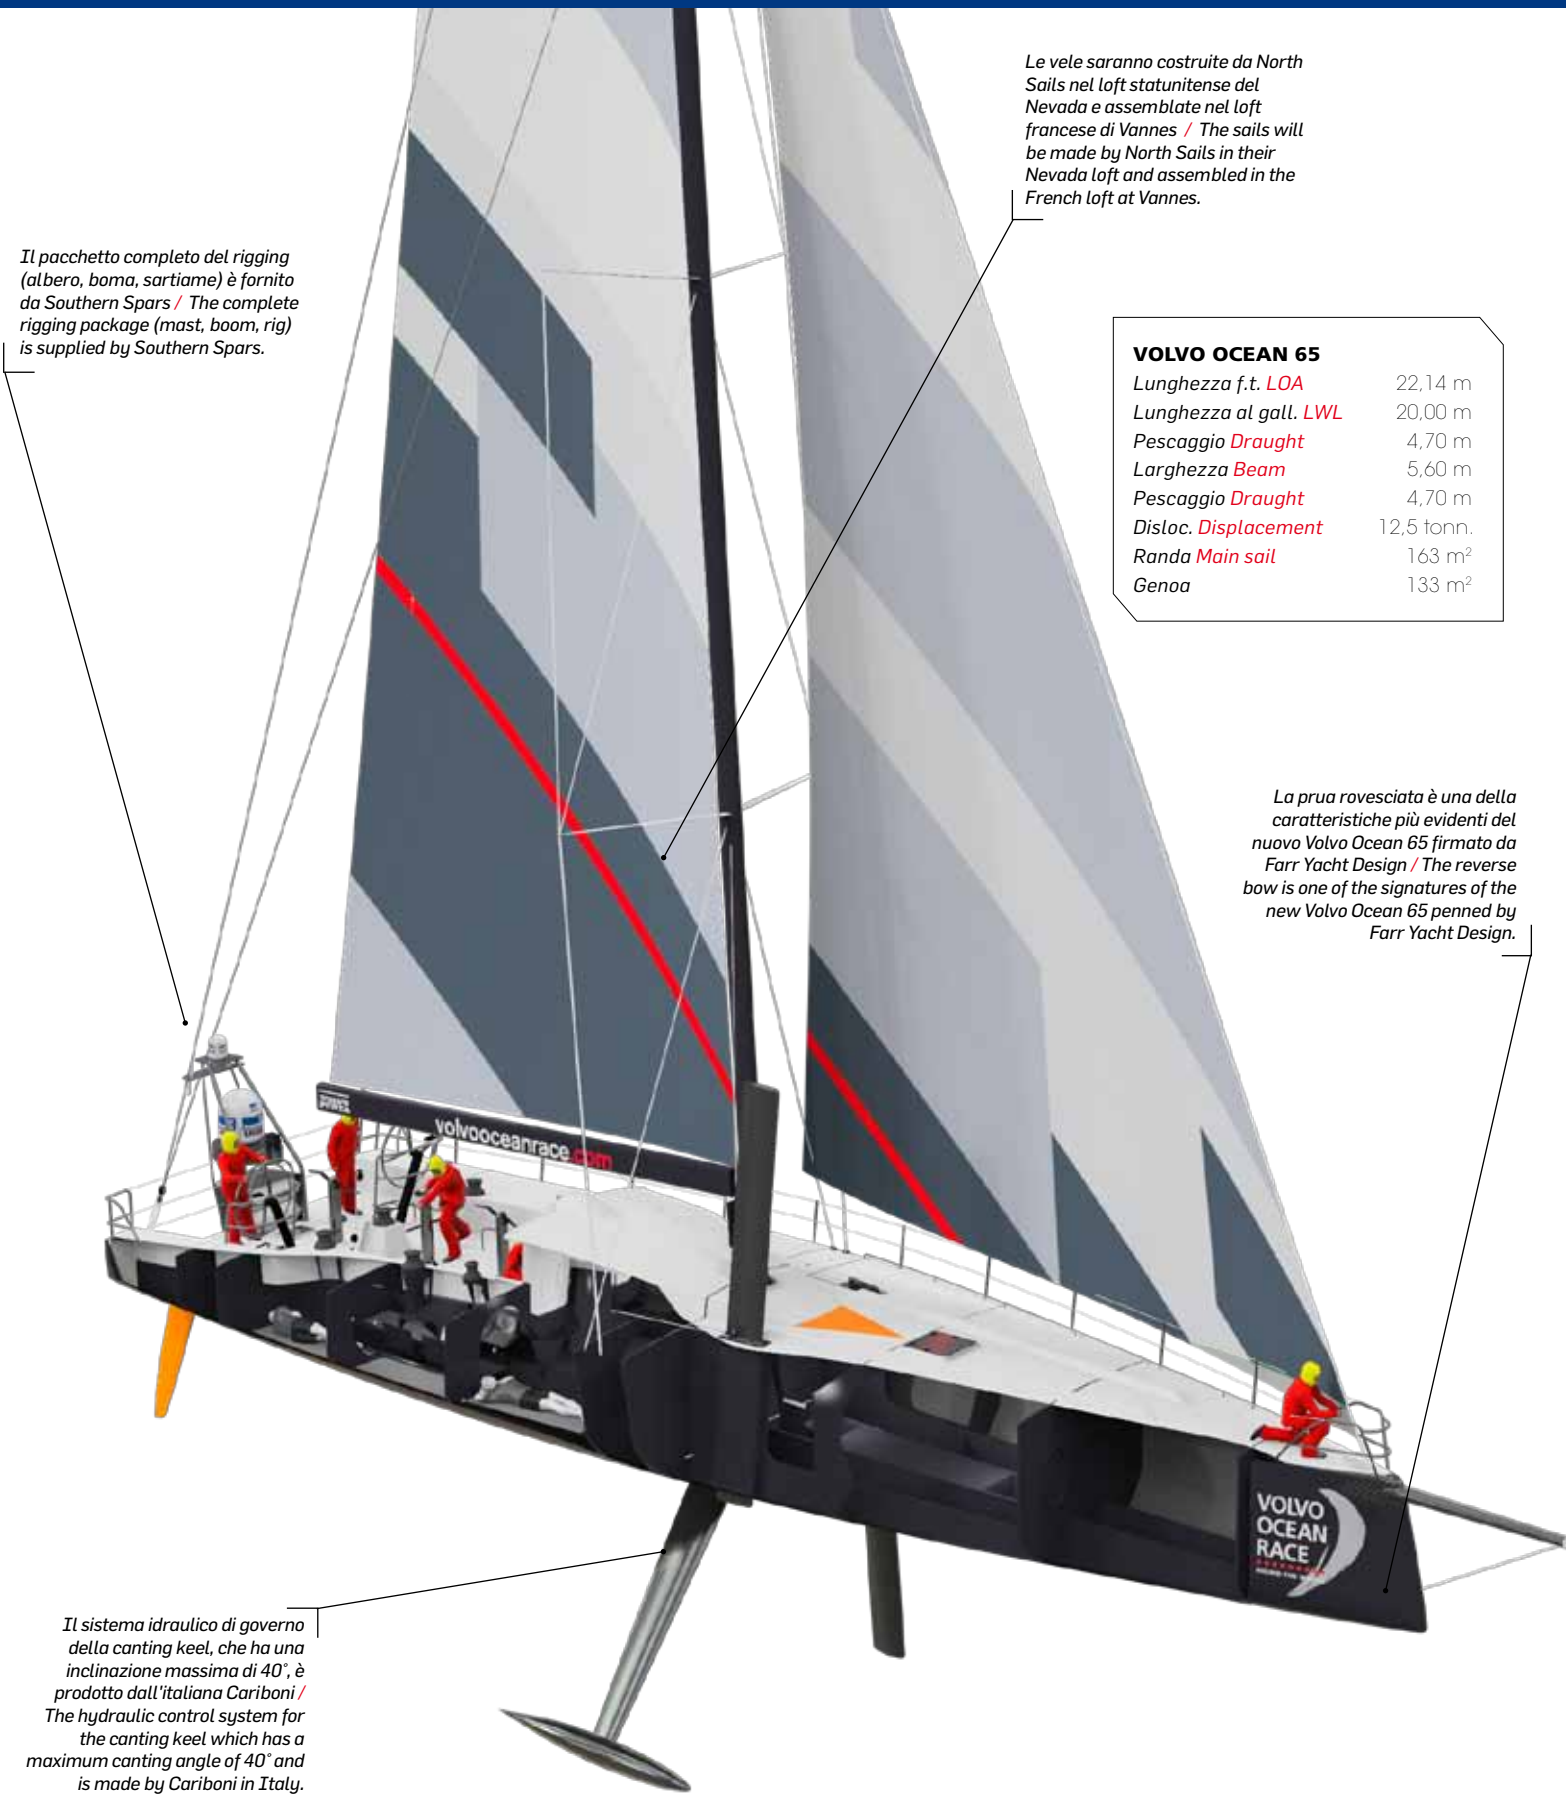 Le vele saranno costruite da North
Sails nel loft statunitense del
Nevada e assemblate nel loft
francese di Vannes / The sails will
be made by North Sails in their
Nevada loft and assembled in the
French loft at Vannes.
Il pacchetto completo del rigging
(albero, boma, sartiame) è fornito
da Southern Spars / The complete
rigging package (mast, boom, rig)
is supplied by Southern Spars.
VOLVO OCEAN 65
Lunghezza f.t. LOA 22,14 m
Lunghezza al gall. LWL 20,00 m
Pescaggio Draught 4,70 m
Larghezza Beam 5,60 m
Pescaggio Draught 4,70 m
Disloc. Displacement 12,5 tonn.
Randa Main sail 163 m²
Genoa 133 m²
La prua rovesciata è una della
caratteristiche più evidenti del
nuovo Volvo Ocean 65 firmato da
Farr Yacht Design / The reverse
bow is one of the signatures of the
new Volvo Ocean 65 penned by
Farr Yacht Design.
volvooceanrace.com
VOLVO
OCEAN
RACE
Il sistema idraulico di governo
della canting keel, che ha una
inclinazione massima di 40°, è
prodotto dall'italiana Cariboni /
The hydraulic control system for
the canting keel which has a
maximum canting angle of 40° and
is made by Cariboni in Italy.